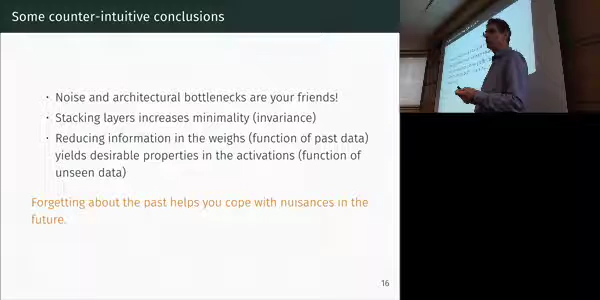 Some counter-intuitive conclusions
· Noise and architectural bottlenecks are your friends!
· Stacking layers increases minimality (invariance)
· Reducing information in the weighs (function of past data)
yields desirable properties in the activations (function of
unseen data)
Forgetting about the past helps you cope with nuisances in the
future.
16